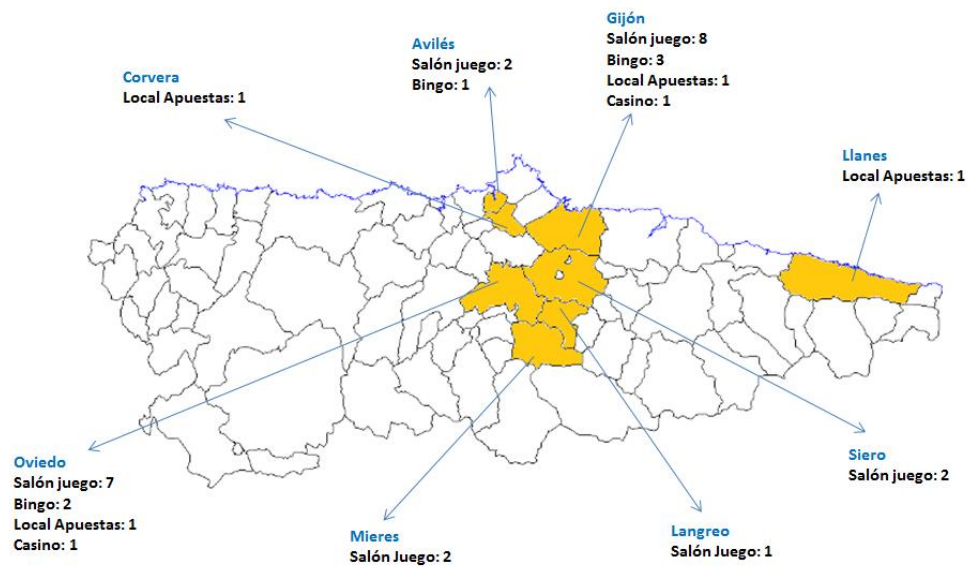 Gijón
Salón juego: 8
Bingo: 3
Local Apuestas: 1
Casino: 1
Avilés
Salón juego: 2
Bingo: 1
Corvera
Local Apuestas: 1
Llanes
Local Apuestas: 1
Oviedo
Salón juego: 7
Bingo: 2
Local Apuestas: 1
Casino: 1
Mieres
Salón Juego: 2
Langreo
Salón Juego: 1
Siero
Salón juego: 2